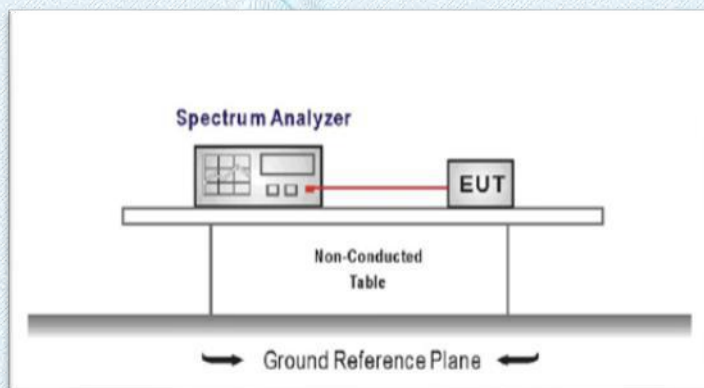 Spectrum Analyzer
EUT
Non-Conducted
Table
Ground Reference Plane